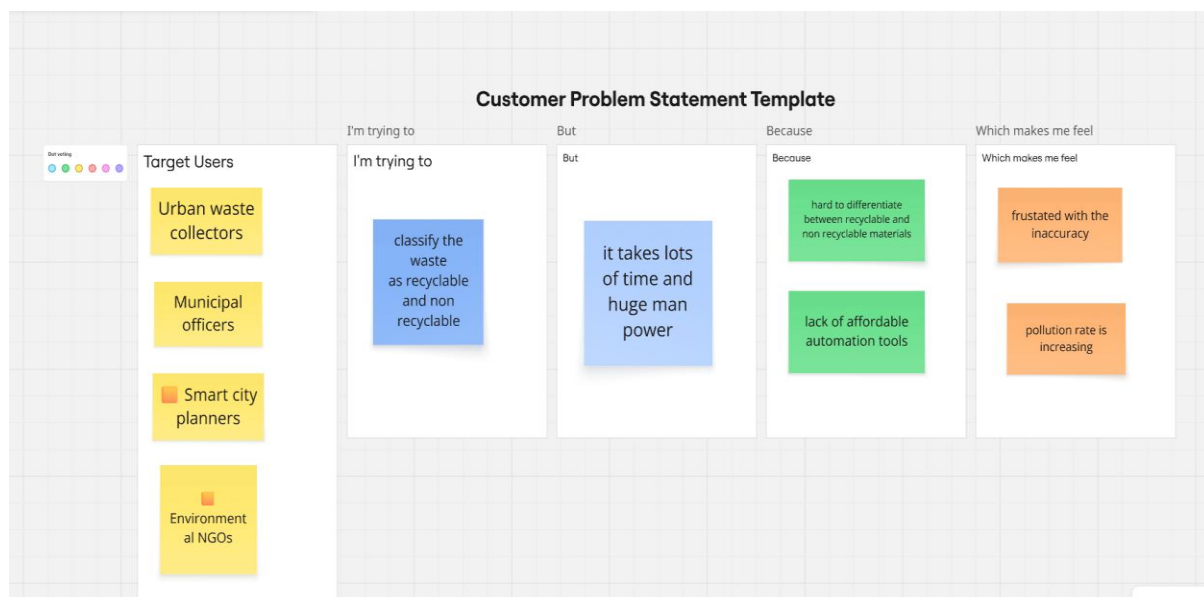 Customer Problem Statement Template
I'm trying to
But
Because
Which makes me feel
Dot voting
Target Users
Urban waste
collectors
Municipal
officers
Smart city
planners
Environment
al NGOs
I'm trying to
classify the
waste
as recyclable
and non
recyclable
But
it takes lots
of time and
huge man
power
Because
hard to differentiate
between recyclable and
non recyclable materials
lack of affordable
automation tools
Which makes me feel
frustated with the
inaccuracy
pollution rate is
increasing